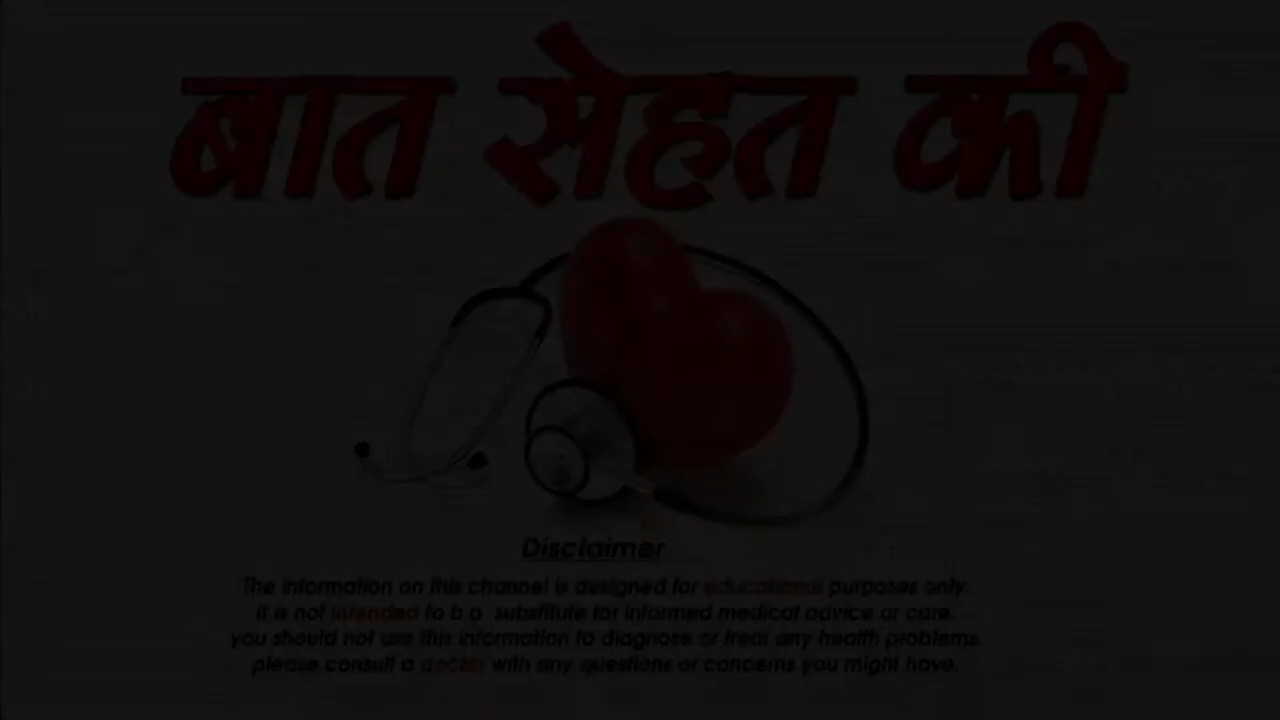 बात सेहत की
Disclaimer
The information on this channel is designed for educational purposes only.
It is not intended to b a substitute for informed medical advice or care.
you should not use this information to diagnose or treat any health problems
please consult a doctor with any questions or concerns you might have.